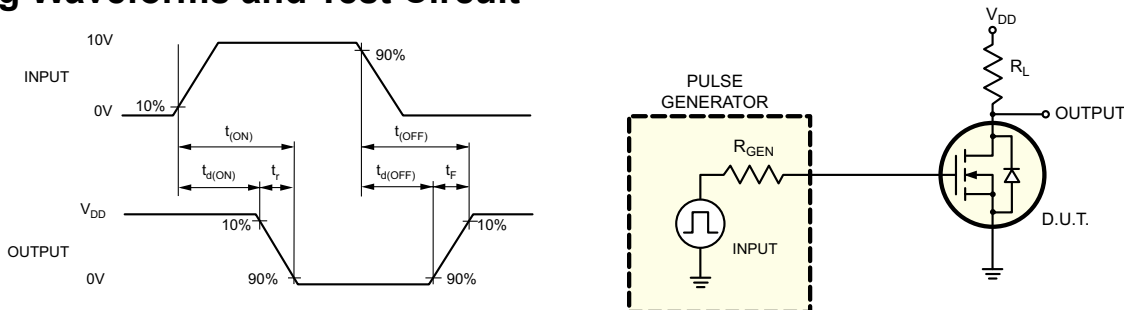 g Waveforms and Test Circuit
10V
90%
INPUT
0V
10%
t(ON)
t(OFF)
td(ON)
tr
td(OFF)
tF
VDD
10%
10%
OUTPUT
0V
90%
90%
VDD
RL
OUTPUT
PULSE
GENERATOR
RGEN
INPUT
D.U.T.